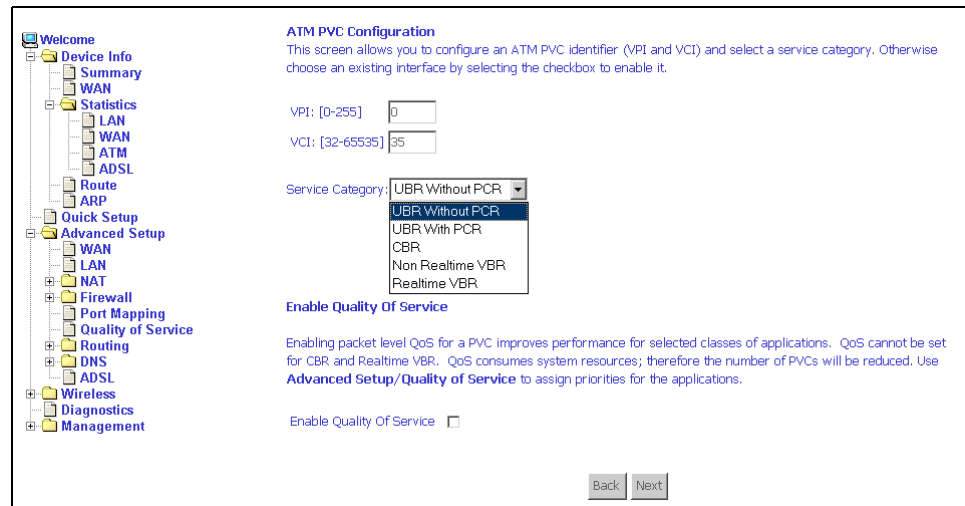 Welcome
Device Info
Summary
WAN
Statistics
LAN
WAN
ATM
ADSL
Route
ARP
Quick Setup
Advanced Setup
WAN
LAN
NAT
Firewall
Port Mapping
Quality of Service
Routing
DNS
ADSL
Wireless
Diagnostics
Management
ATM PVC Configuration
This screen allows you to configure an ATM PVC identifier (VPI and VCI) and select a service category. Otherwise
choose an existing interface by selecting the checkbox to enable it.
VPI: [0-255] 0
VCI: [32-65535] 35
Service Category: UBR Without PCR
UBR Without PCR
UBR With PCR
CBR
Non Realtime VBR
Realtime VBR
Enable Quality Of Service
Enabling packet level QoS for a PVC improves performance for selected classes of applications. QoS cannot be set
for CBR and Realtime VBR. QoS consumes system resources; therefore the number of PVCs will be reduced. Use
Advanced Setup/Quality of Service to assign priorities for the applications.
Enable Quality Of Service
Back Next